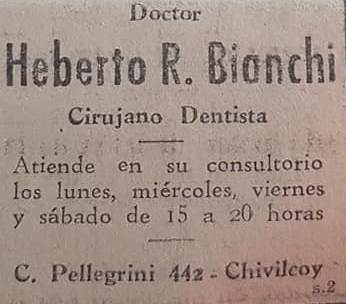 Doctor
Heberto R. Bianchi
Cirujano Dentista
Atiende en su consultorio
los lunes, miércoles, viernes
y sábado de 15 a 20 horas
C. Pellegrini 442 - Chivilcoy
s.2